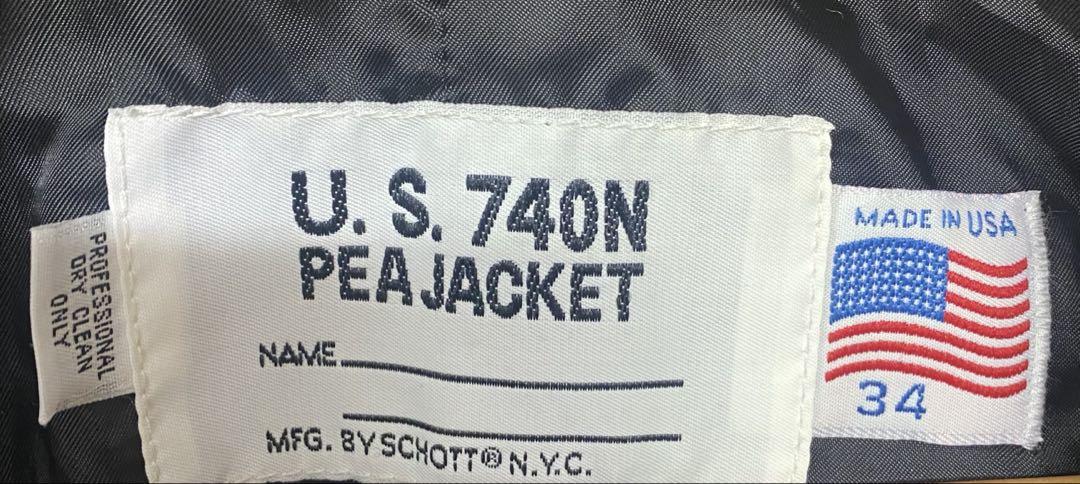 PROFESSIONAL
DRY CLEAN
ONLY
U. S. 740N
PEA JACKET
NAME
MFG. BY SCHOTT® N.Y.C.
MADE IN USA
34